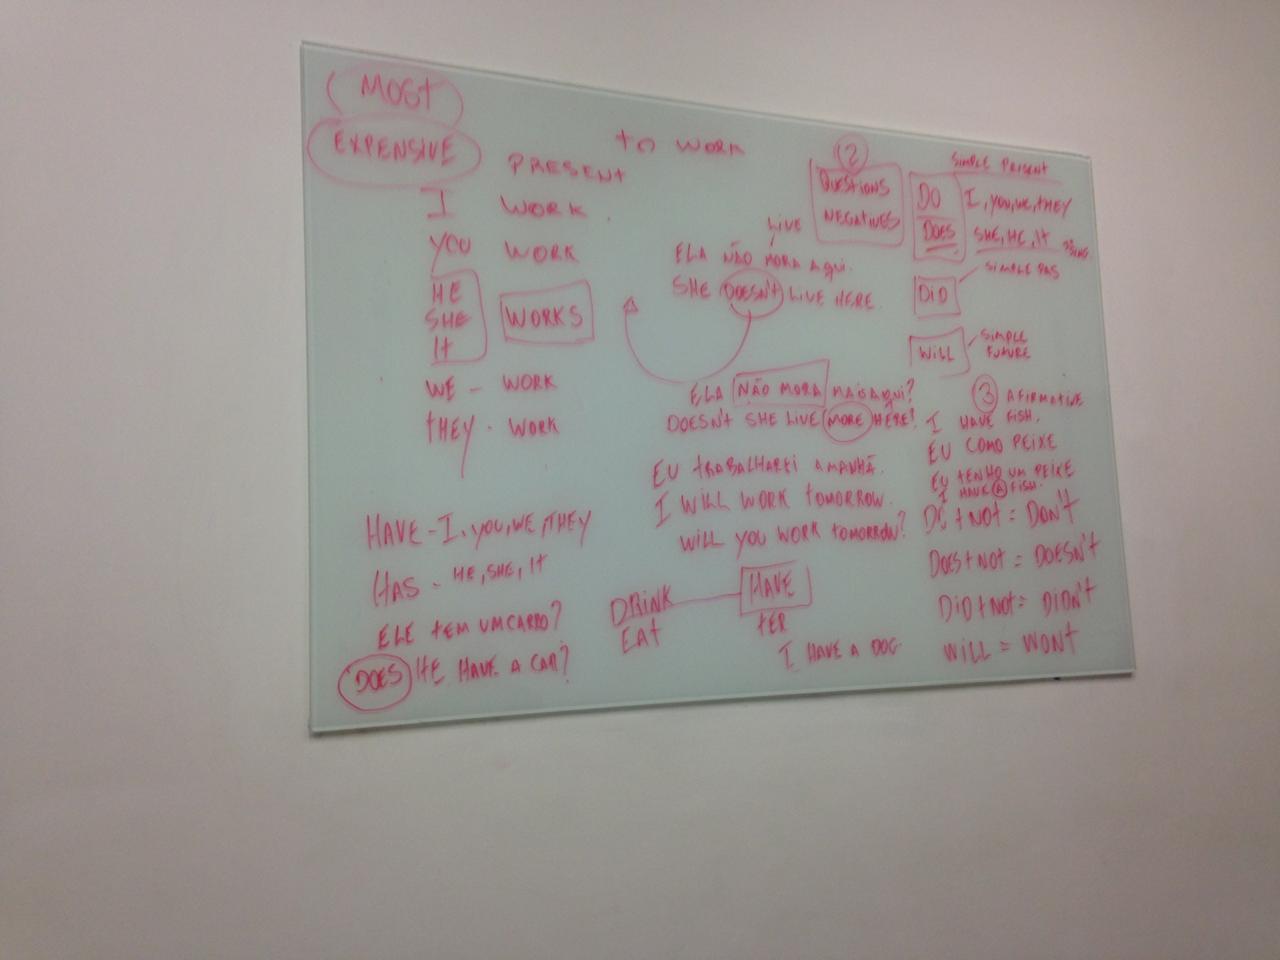 MOST
EXPENSIVE
PRESENT
I WORK
YOU WORK
HE
SHE
IT
WORKS
WE - WORK
THEY - WORK
HAVE - I, YOU, WE, THEY
HAS - HE, SHE, IT
ELE TEM UM CARRO?
DOES HE HAVE A CAR?
TO WORK
LIVE
ELA NÃO MORA AQUI.
SHE DOESN'T LIVE HERE.
ELA NÃO MORA MAIS AQUI?
DOESN'T SHE LIVE MORE HERE?
EU TRABALHAREI AMANHÃ.
I WILL WORK TOMORROW.
WILL YOU WORK TOMORROW?
DRINK
EAT
HAVE
TER
I HAVE A DOG
2
QUESTIONS
NEGATIVES
SIMPLE PRESENT
DO I, YOU, WE, THEY
DOES SHE, HE, IT
DID SIMPLE PAS
WILL SIMPLE
FUTURE
3 AFIRMATIVE
I HAVE FISH.
EU COMO PEIXE
EU TENHO UM PEIXE
I HAVE A FISH.
DO + NOT = DON'T
DOES + NOT = DOESN'T
DID + NOT = DIDN'T
WILL = WONT